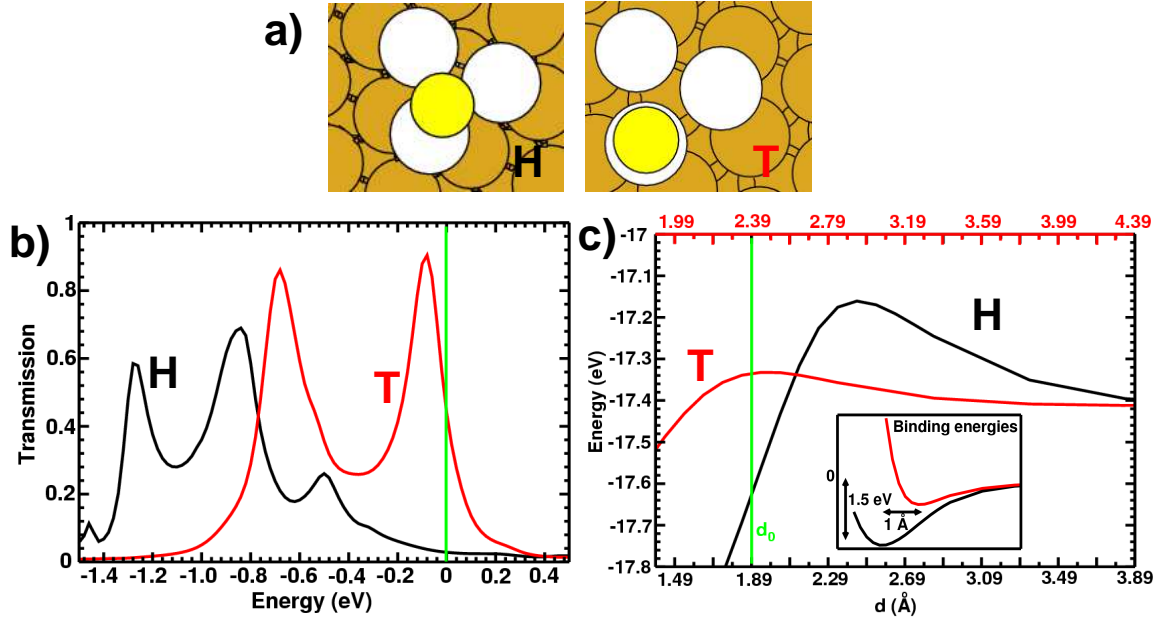 a)
H
T
b)
1
0.8
0.6
0.4
0.2
0
Transmission
H
T
-1.4 -1.2 -1.0 -0.8 -0.6 -0.4 -0.2 0 0.2 0.4
Energy (eV)
c)
1.99 2.39 2.79 3.19 3.59 3.99 4.39
-17
-17.1
-17.2
-17.3
-17.4
-17.5
-17.6
-17.7
-17.8
Energy (eV)
H
T
Binding energies
0
1.5 eV
1 Å
d0
1.49 1.89 2.29 2.69 3.09 3.49 3.89
d (Å)